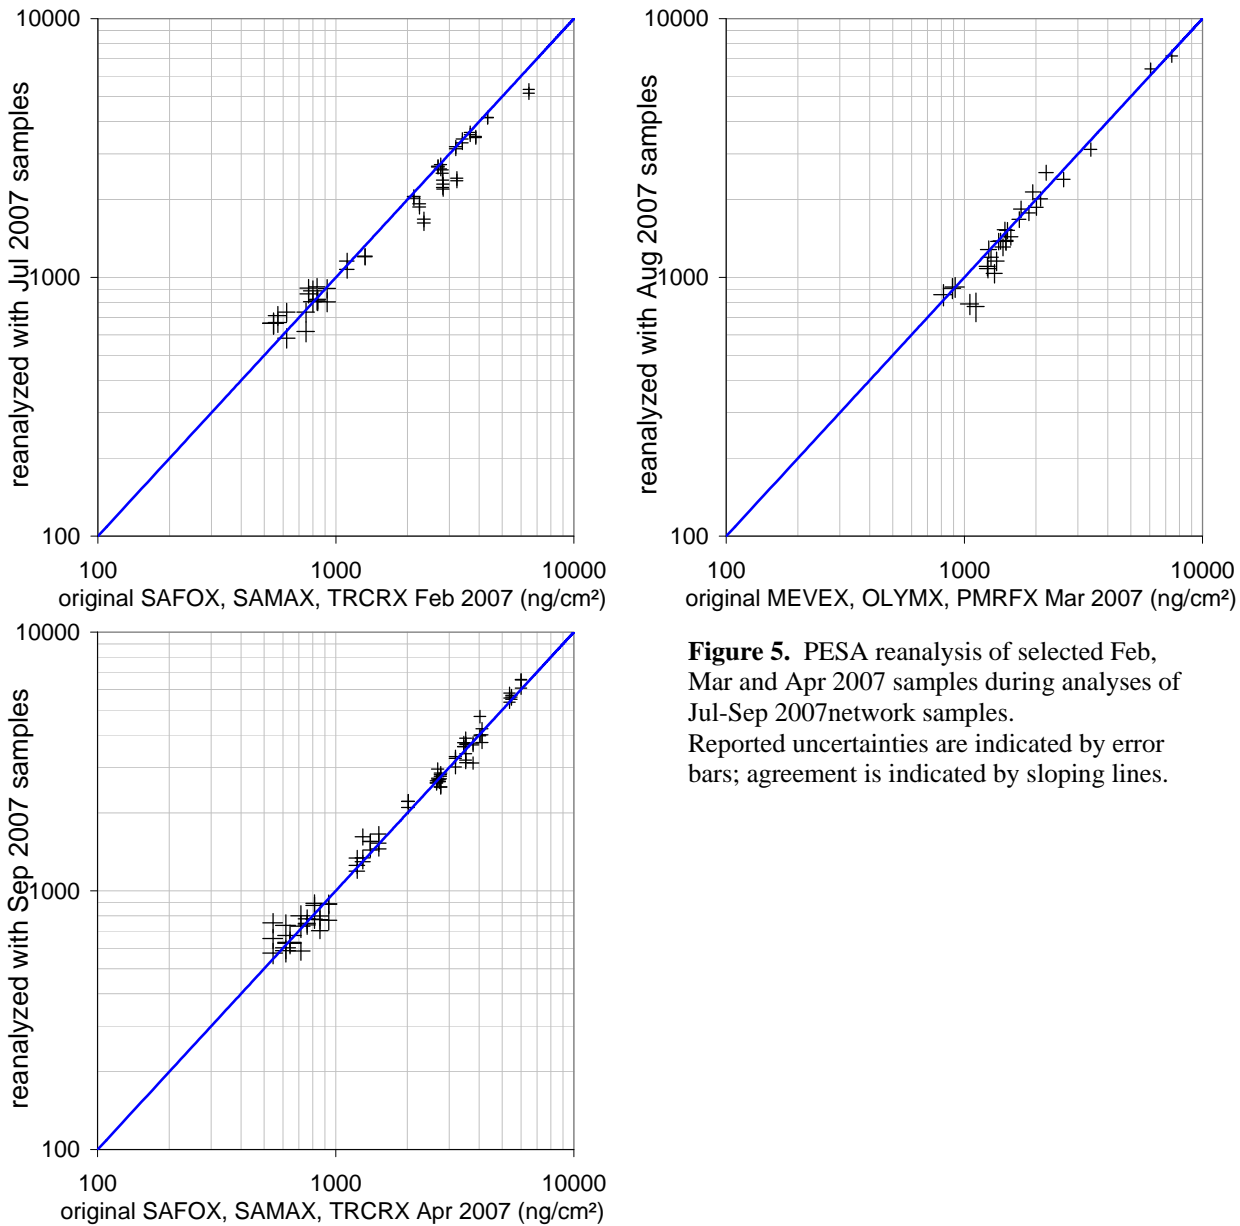 10000
1000
100
reanalyzed with Jul 2007 samples
100 1000 10000
original SAFOX, SAMAX, TRCRX Feb 2007 (ng/cm²)
10000
1000
100
reanalyzed with Aug 2007 samples
100 1000 10000
original MEVEX, OLYMX, PMRFX Mar 2007 (ng/cm²)
10000
1000
100
reanalyzed with Sep 2007 samples
100 1000 10000
original SAFOX, SAMAX, TRCRX Apr 2007 (ng/cm²)
Figure 5. PESA reanalysis of selected Feb,
Mar and Apr 2007 samples during analyses of
Jul-Sep 2007network samples.
Reported uncertainties are indicated by error
bars; agreement is indicated by sloping lines.